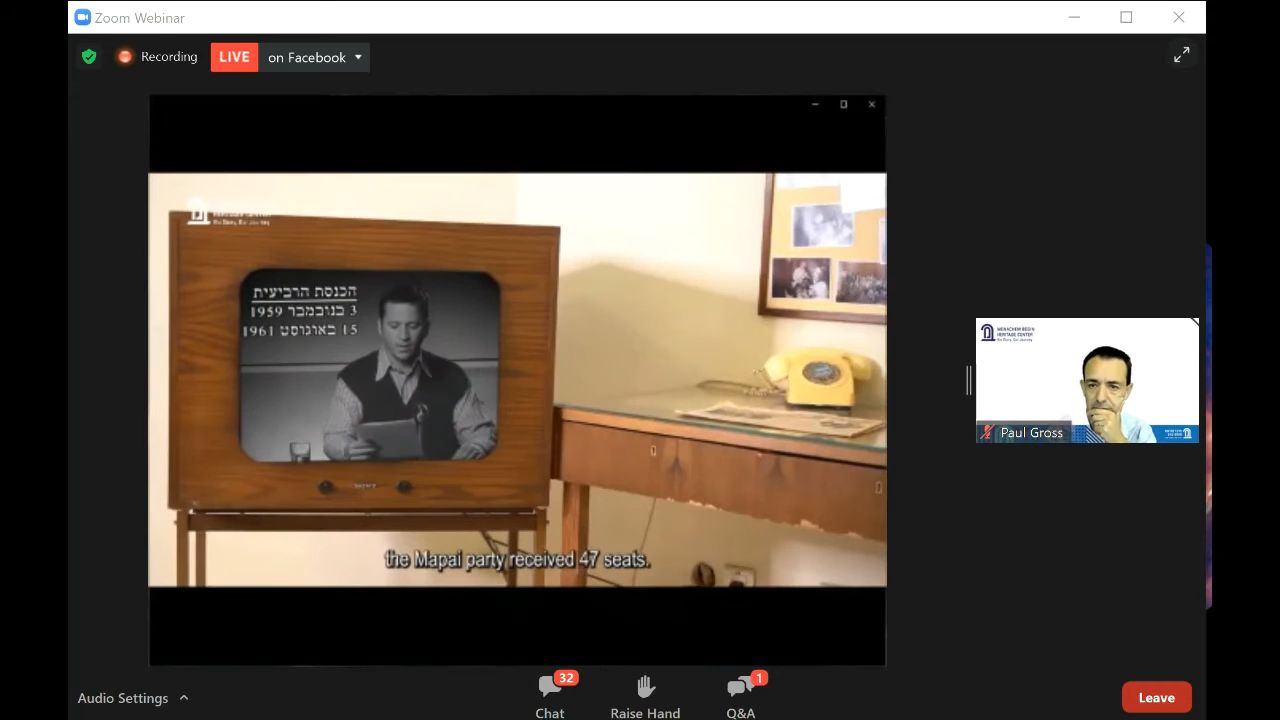 Zoom Webinar
Recording
LIVE
on Facebook
הכנסת הרביעית
3 בנובמבר 1959
15 באוגוסט 1961
the Mapai party received 47 seats.
MENACHEM BEGIN
HERITAGE CENTER
Paul Gross
Audio Settings
32
Chat
Raise Hand
1
Q&A
Leave